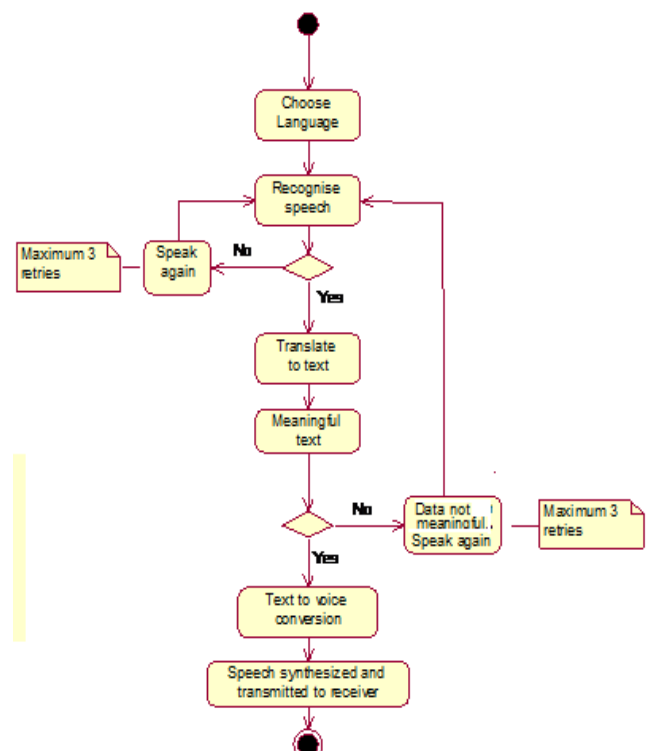 Choose
Language
Recognise
speech
No
Speak
again
Maximum 3
retries
Yes
Translate
to text
Meaningful
text
No
Data not
meaninoful..
Speak again
Maximum 3
retries
Yes
Text to voice
conversion
Speech synthesized and
transmitted to receiver